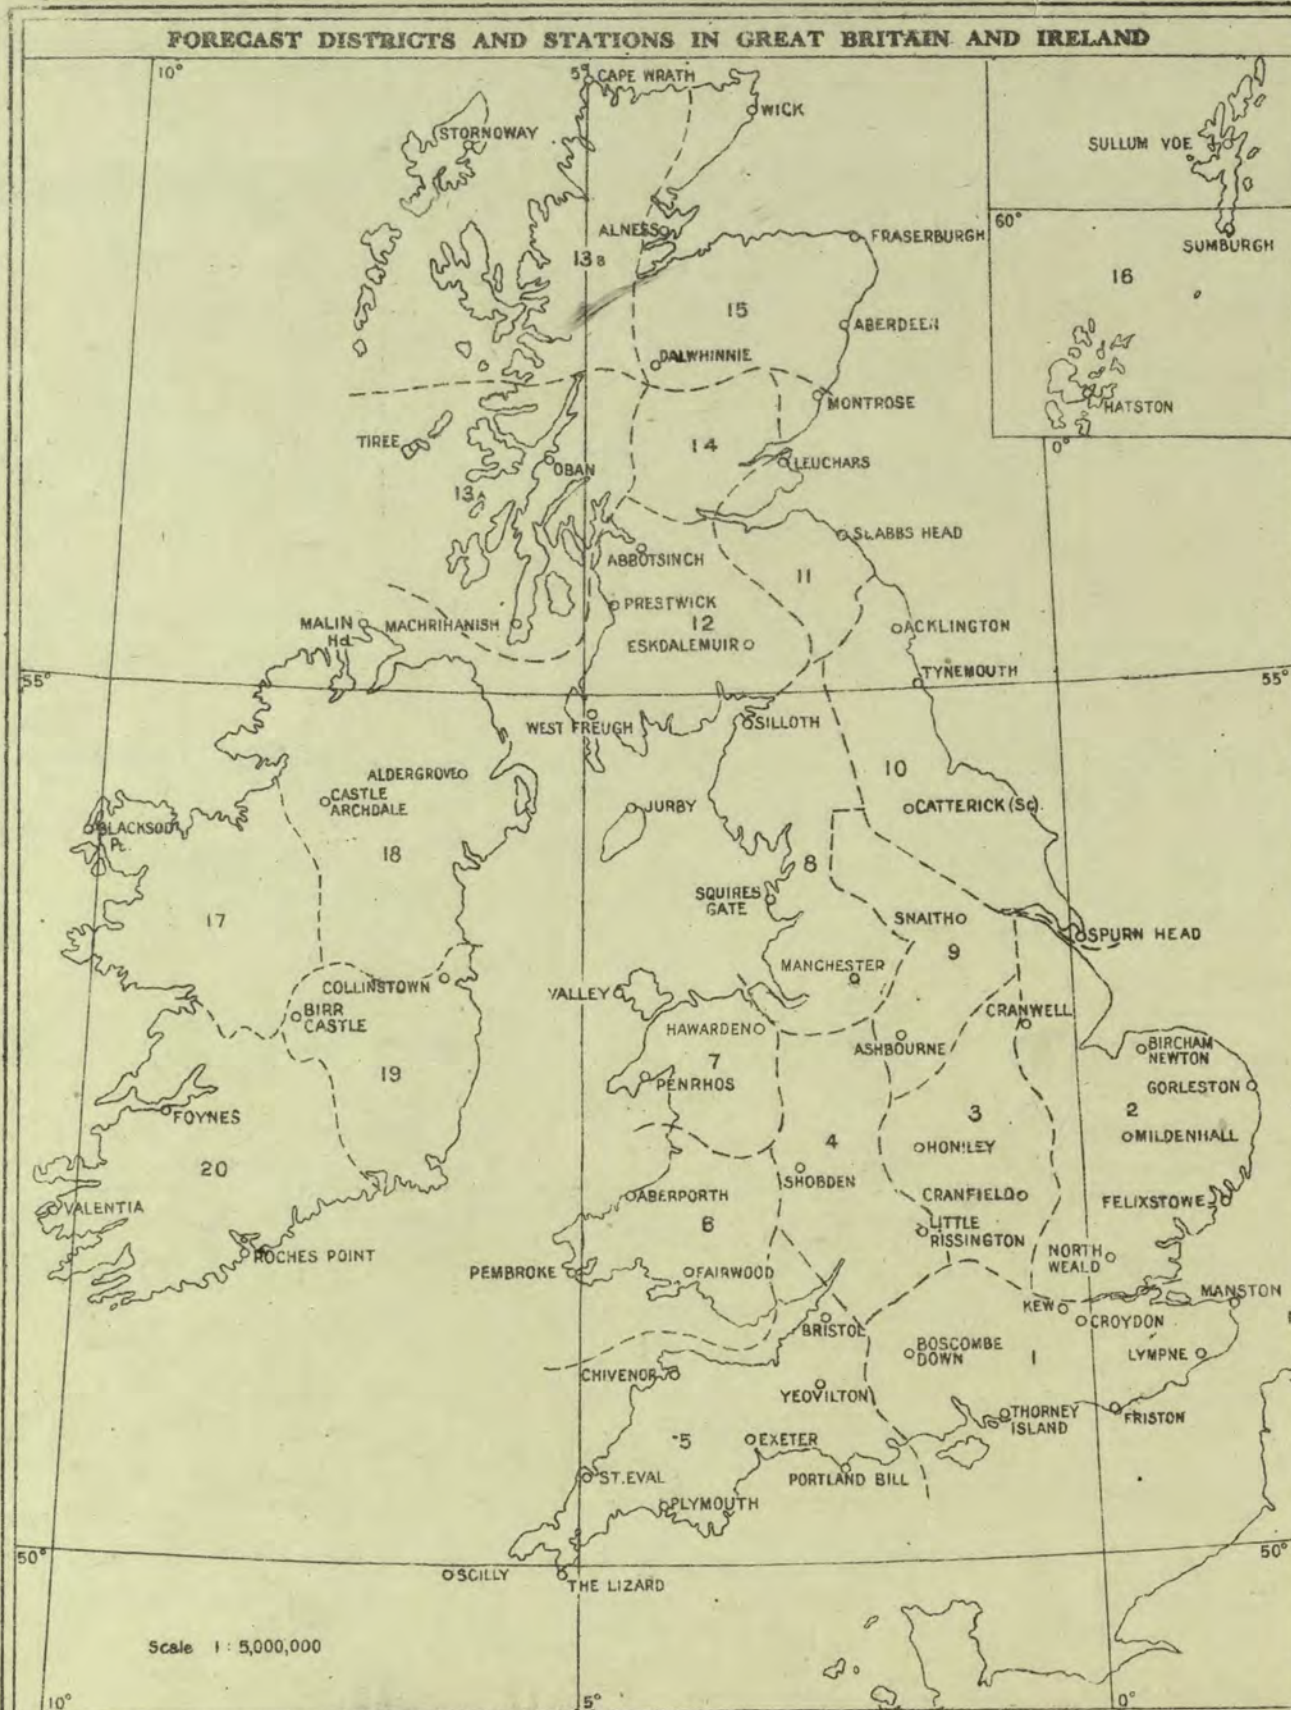 FORECAST DISTRICTS AND STATIONS IN GREAT BRITAIN AND IRELAND
10°
5°
CAPE WRATH
WICK
STORNOWAY
SULLUM VOE
60°
ALNESS
FRASERBURGH
SUMBURGH
13B
16
15
ABERDEEN
DALWHINNIE
MONTROSE
HATSTON
TIREE
14
0°
OBAN
LEUCHARS
13A
ST. ABBS HEAD
ABBOTSINCH
11
PRESTWICK
MALIN
Hd.
MACHRIHANISH
12
ACKLINGTON
ESKDALEMUIR
55°
TYNEMOUTH
55°
WEST FREUGH
SILLOTH
ALDERGROVE
10
CASTLE
ARCHDALE
JURBY
CATTERICK (Sc).
BLACKSOD
Pt.
18
8
SQUIRES
GATE
17
SNAITH
SPURN HEAD
9
MANCHESTER
COLLINSTOWN
VALLEY
BIRR
CASTLE
HAWARDEN
CRANWELL
ASHBOURNE
BIRCHAM
NEWTON
7
19
PENRHOS
GORLESTON
FOYNES
3
2
4
MILDENHALL
HONILEY
20
SHOBDEN
VALENTIA
ABERPORTH
CRANFIELD
FELIXSTOWE
6
LITTLE
RISSINGTON
ROCHES POINT
NORTH
WEALD
PEMBROKE
FAIRWOOD
MANSTON
KEW
BRISTOL
CROYDON
BOSCOMBE
DOWN
1
LYMPNE
CHIVENOR
YEOVILTON
THORNEY
ISLAND
FRISTON
5
EXETER
ST. EVAL
PORTLAND BILL
PLYMOUTH
50°
50°
SCILLY
THE LIZARD
Scale 1 : 5,000,000
10°
5°
0°